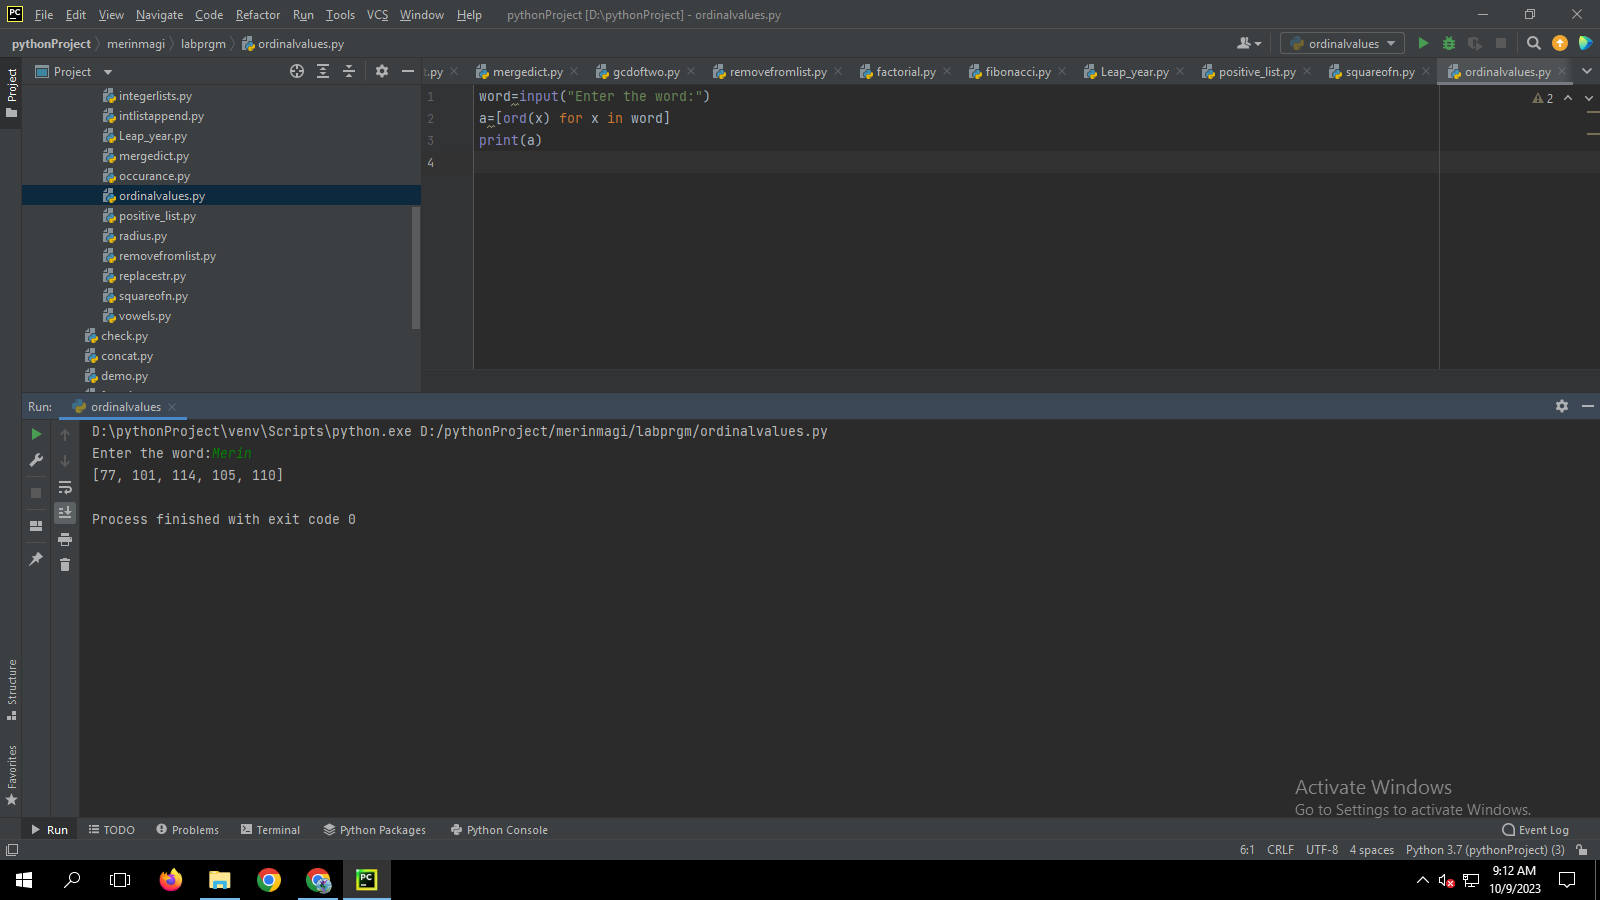 PC File Edit View Navigate Code Refactor Run Tools VCS Window Help pythonProject [D:\pythonProject] - ordinalvalues.py
pythonProject merinmagi labprgm ordinalvalues.py ordinalvalues
Project
Project t.py mergedict.py gcdoftwo.py removefromlist.py factorial.py fibonacci.py Leap_year.py positive_list.py squareofn.py ordinalvalues.py
integerlists.py
intlistappend.py
Leap_year.py
mergedict.py
occurance.py
ordinalvalues.py
positive_list.py
radius.py
removefromlist.py
replacestr.py
squareofn.py
vowels.py
check.py
concat.py
demo.py
1 word=input("Enter the word:")
2 a=[ord(x) for x in word]
3 print(a)
4
2
Run: ordinalvalues
D:\pythonProject\venv\Scripts\python.exe D:/pythonProject/merinmagi/labprgm/ordinalvalues.py
Enter the word:Merin
[77, 101, 114, 105, 110]
Process finished with exit code 0
Structure
Favorites
Activate Windows
Go to Settings to activate Windows.
Run TODO Problems Terminal Python Packages Python Console Event Log
6:1 CRLF UTF-8 4 spaces Python 3.7 (pythonProject) (3)
PC
9:12 AM
10/9/2023